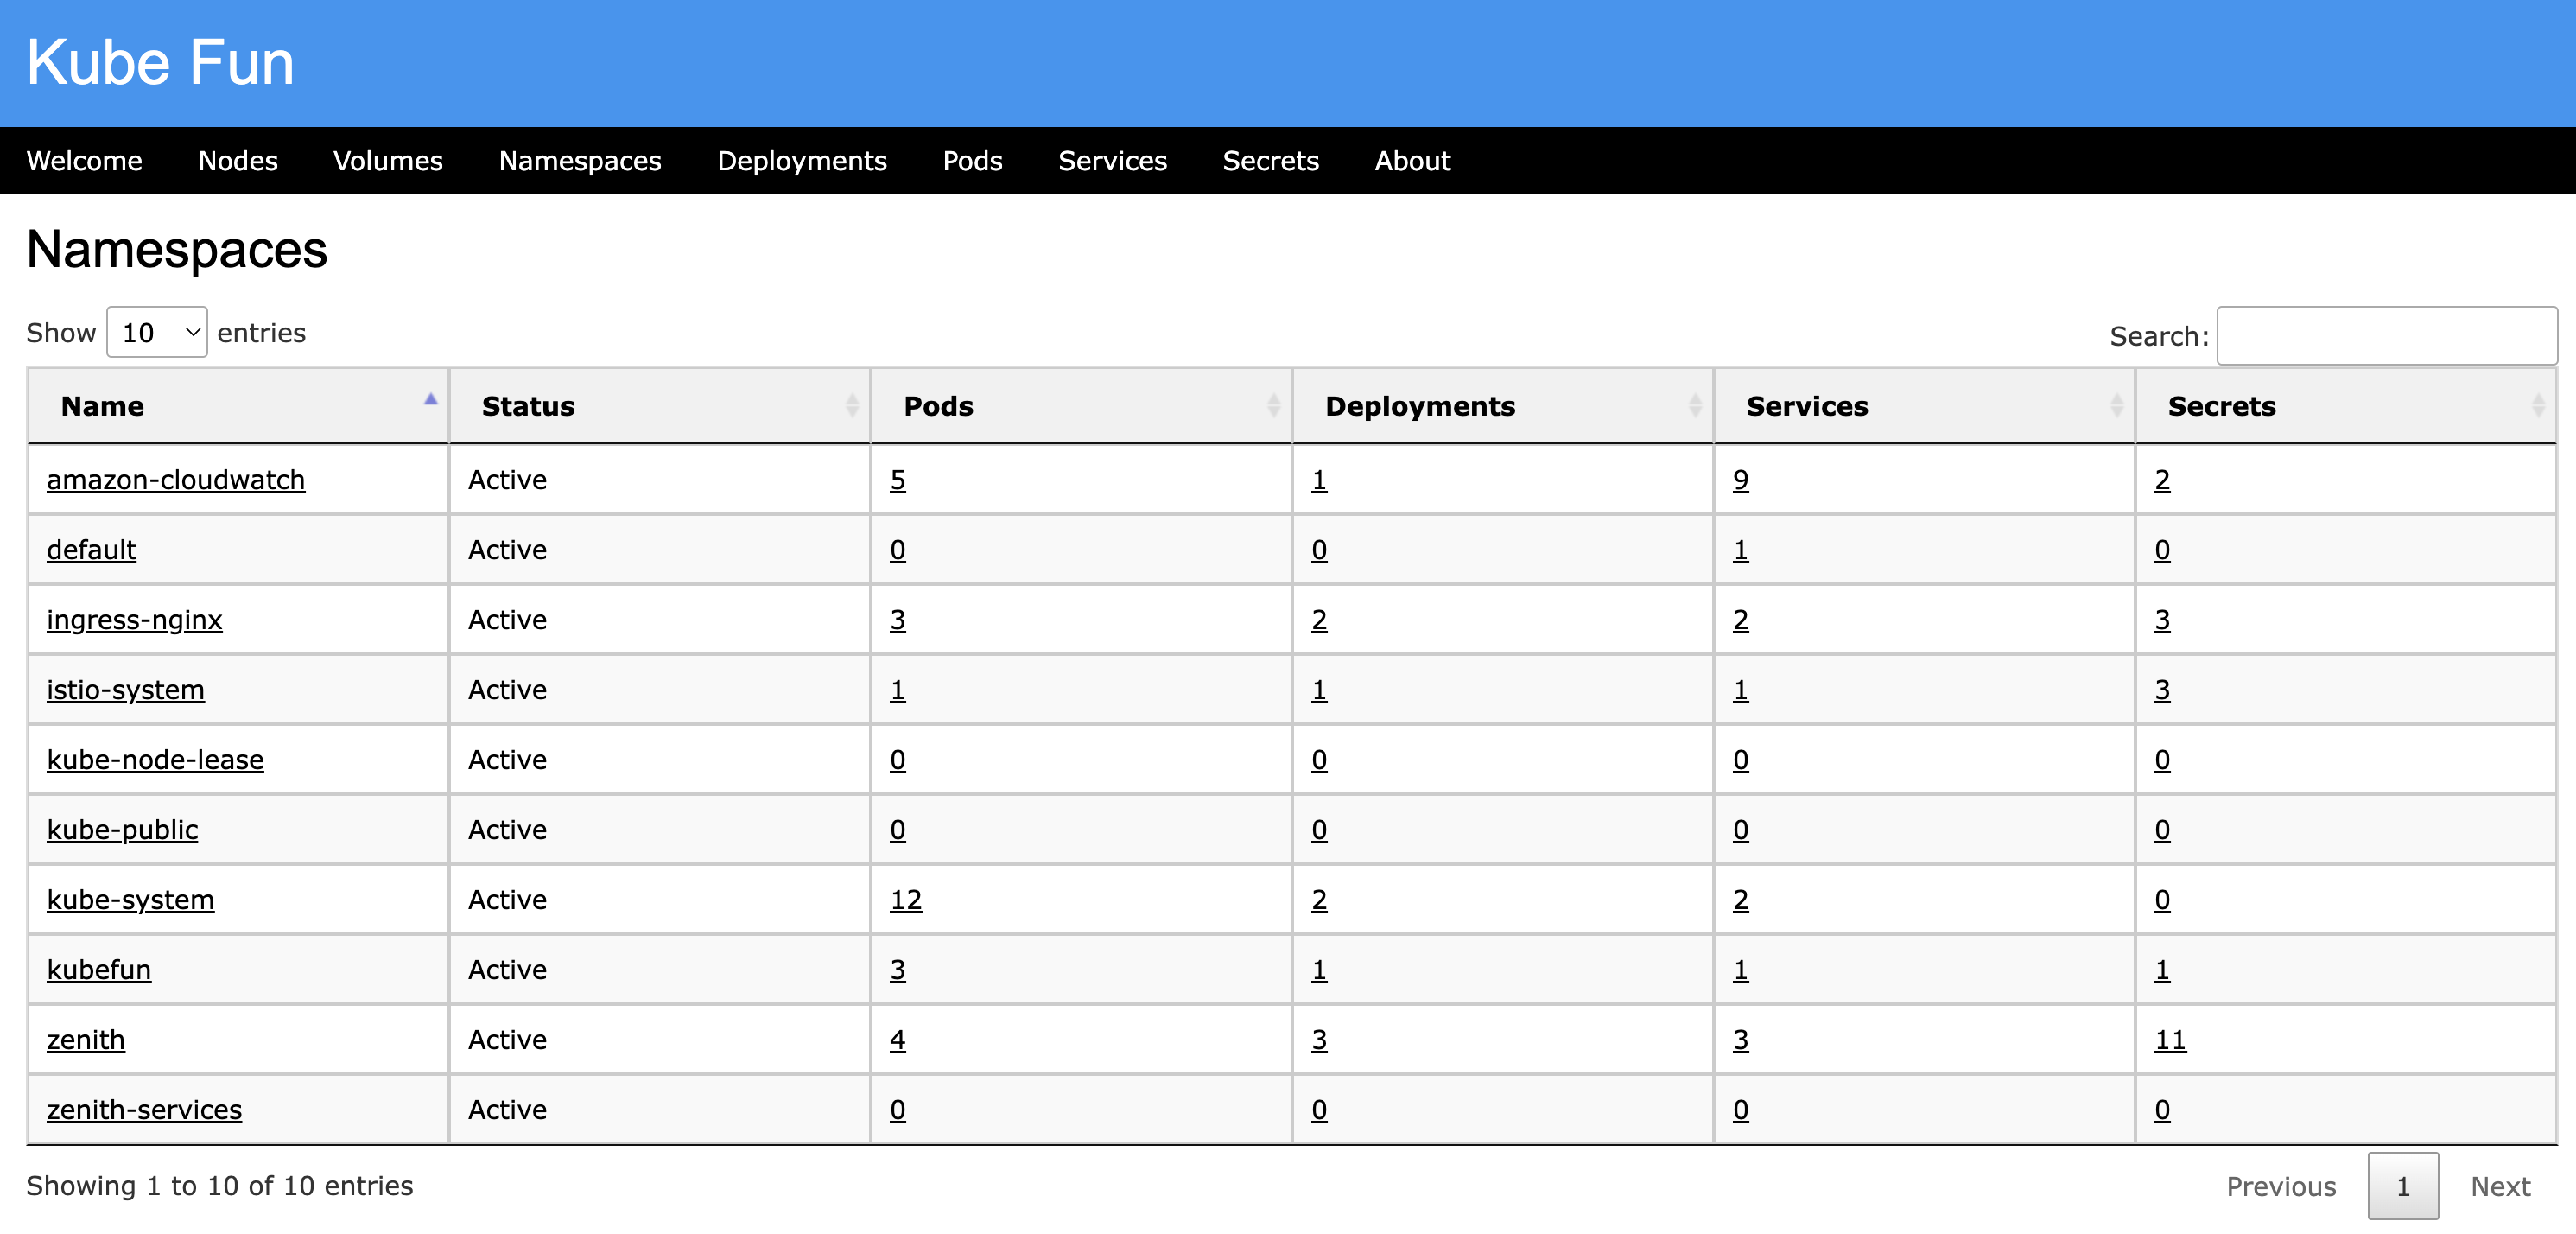 Kube Fun
Welcome Nodes Volumes Namespaces Deployments Pods Services Secrets About
Namespaces
Show 10 entries Search:
Name Status Pods Deployments Services Secrets
amazon-cloudwatch Active 5 1 9 2
default Active 0 0 1 0
ingress-nginx Active 3 2 2 3
istio-system Active 1 1 1 3
kube-node-lease Active 0 0 0 0
kube-public Active 0 0 0 0
kube-system Active 12 2 2 0
kubefun Active 3 1 1 1
zenith Active 4 3 3 11
zenith-services Active 0 0 0 0
Showing 1 to 10 of 10 entries Previous 1 Next